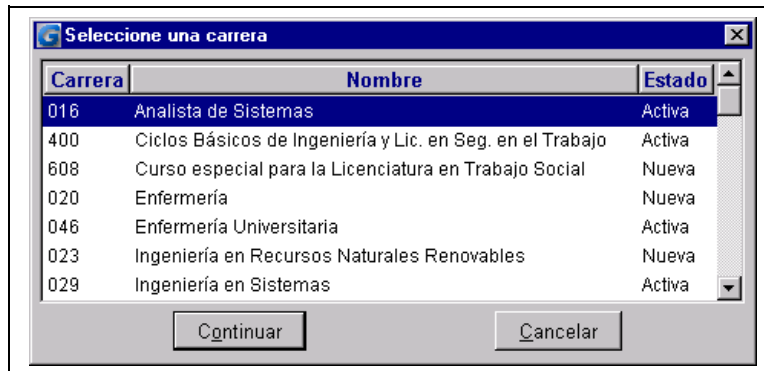 Seleccione una carrera
Carrera Nombre Estado
016 Analista de Sistemas Activa
400 Ciclos Básicos de Ingeniería y Lic. en Seg. en el Trabajo Activa
608 Curso especial para la Licenciatura en Trabajo Social Nueva
020 Enfermería Nueva
046 Enfermería Universitaria Activa
023 Ingeniería en Recursos Naturales Renovables Nueva
029 Ingeniería en Sistemas Activa
Continuar Cancelar